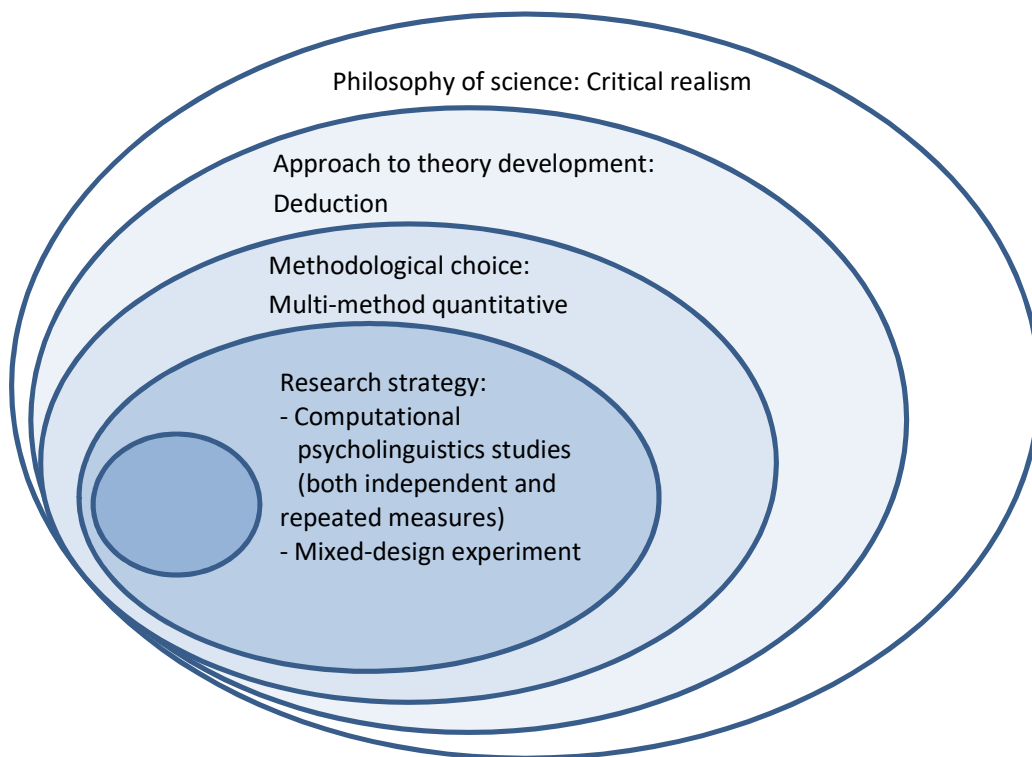 Philosophy of science: Critical realism
Approach to theory development:
Deduction
Methodological choice:
Multi-method quantitative
Research strategy:
- Computational
psycholinguistics studies
(both independent and
repeated measures)
- Mixed-design experiment